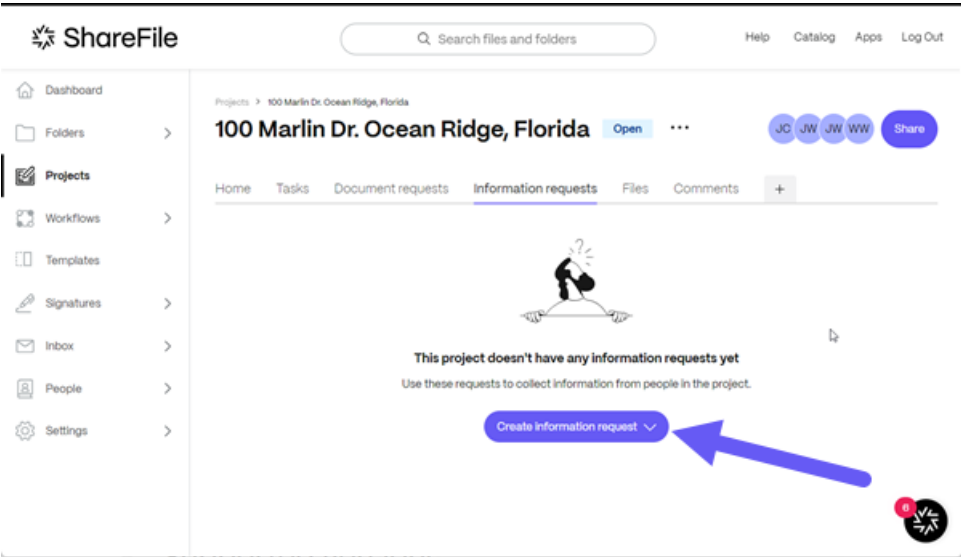 ShareFile
Search files and folders
Help Catalog Apps Log Out
Dashboard
Folders
Projects
Workflows
Templates
Signatures
Inbox
People
Settings
Projects > 100 Marlin Dr. Ocean Ridge, Florida
100 Marlin Dr. Ocean Ridge, Florida Open ... JC JW JW WW Share
Home Tasks Document requests Information requests Files Comments +
?
This project doesn't have any information requests yet
Use these requests to collect information from people in the project.
Create information request
6